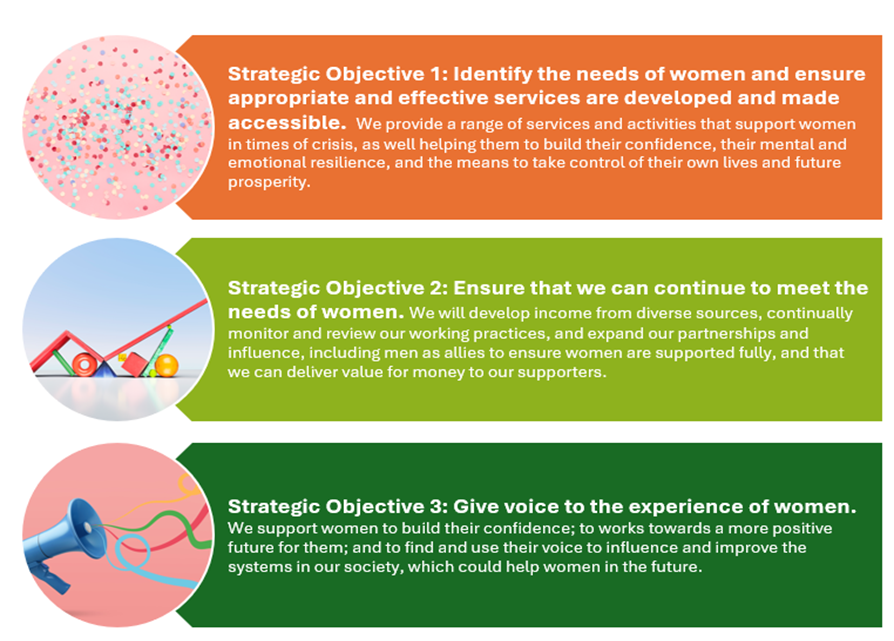 Strategic Objective 1: Identify the needs of women and ensure
appropriate and effective services are developed and made
accessible. We provide a range of services and activities that support women
in times of crisis, as well helping them to build their confidence, their mental and
emotional resilience, and the means to take control of their own lives and future
prosperity.
Strategic Objective 2: Ensure that we can continue to meet the
needs of women. We will develop income from diverse sources, continually
monitor and review our working practices, and expand our partnerships and
influence, including men as allies to ensure women are supported fully, and that
we can deliver value for money to our supporters.
Strategic Objective 3: Give voice to the experience of women.
We support women to build their confidence; to works towards a more positive
future for them; and to find and use their voice to influence and improve the
systems in our society, which could help women in the future.